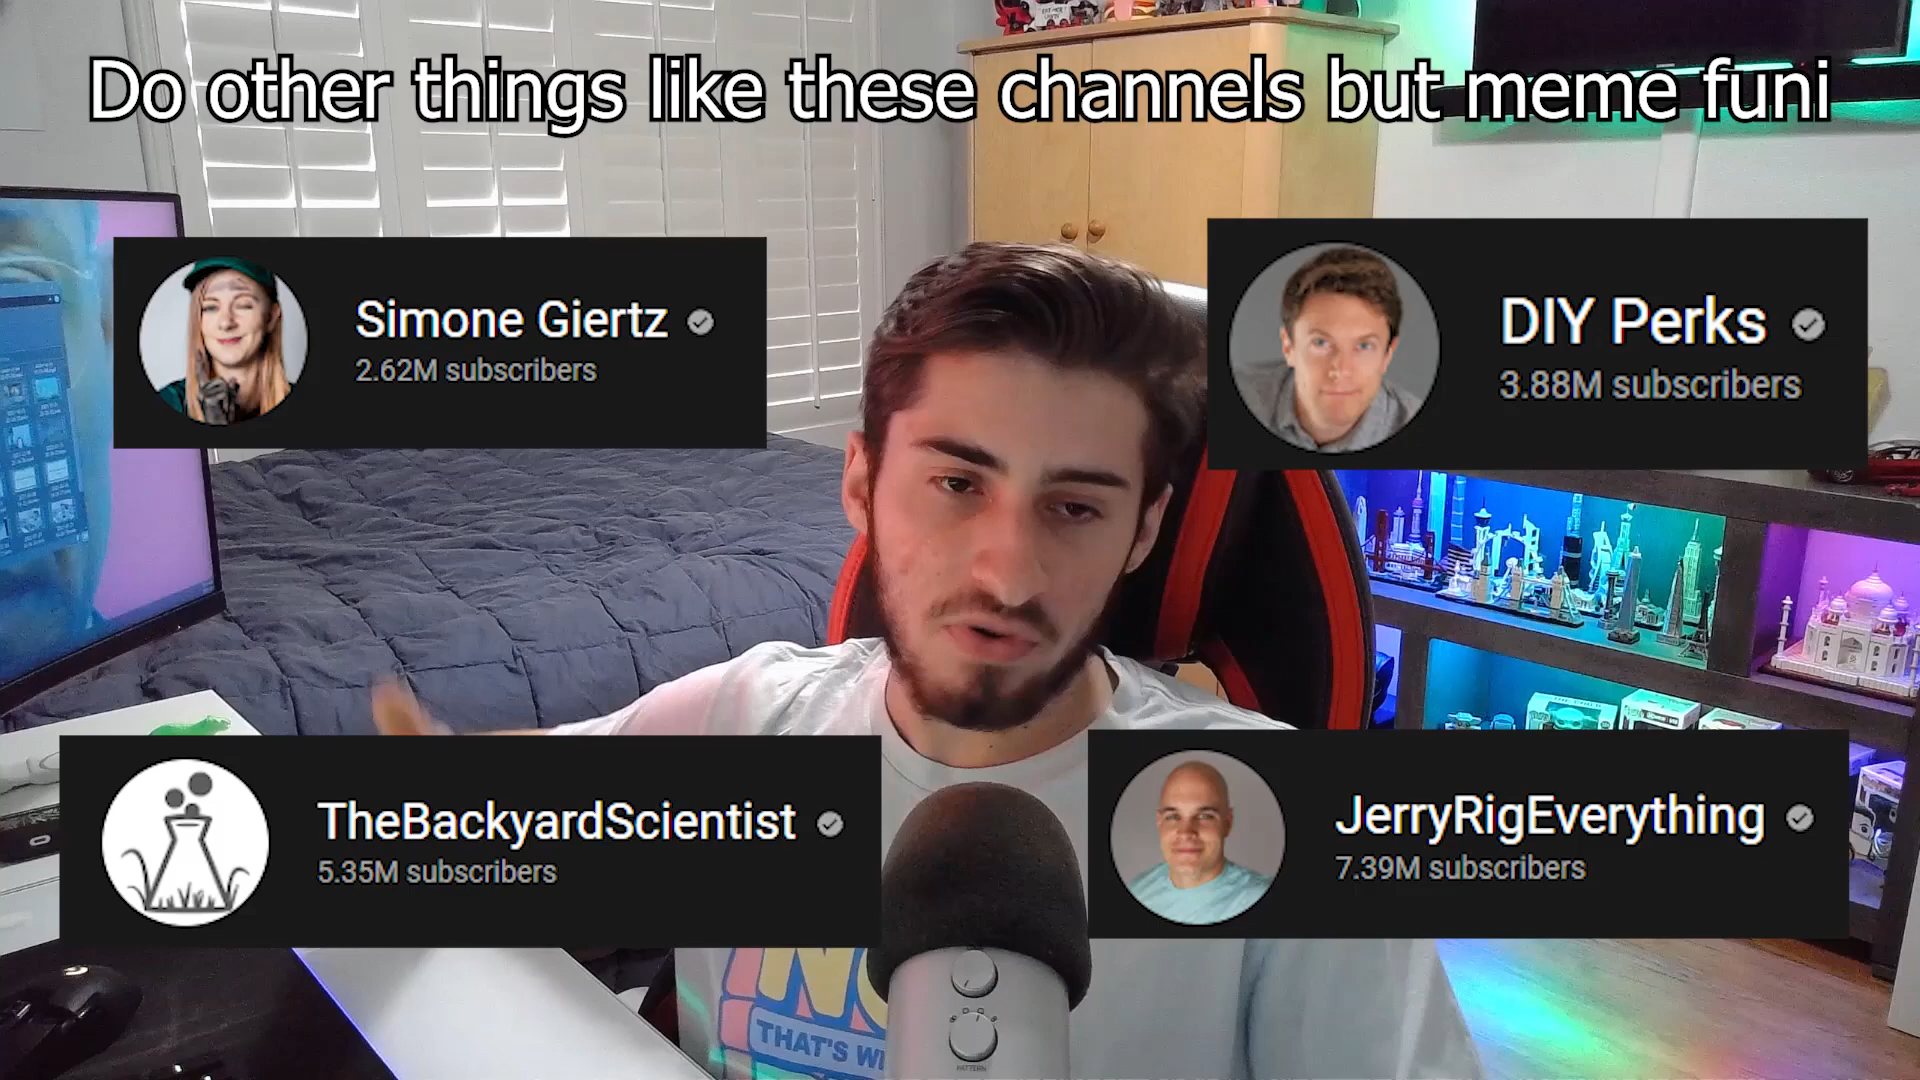 Do other things like these channels but meme funi
Simone Giertz
2.62M subscribers
DIY Perks
3.88M subscribers
TheBackyardScientist
5.35M subscribers
JerryRigEverything
7.39M subscribers
THAT'S
PATTERN